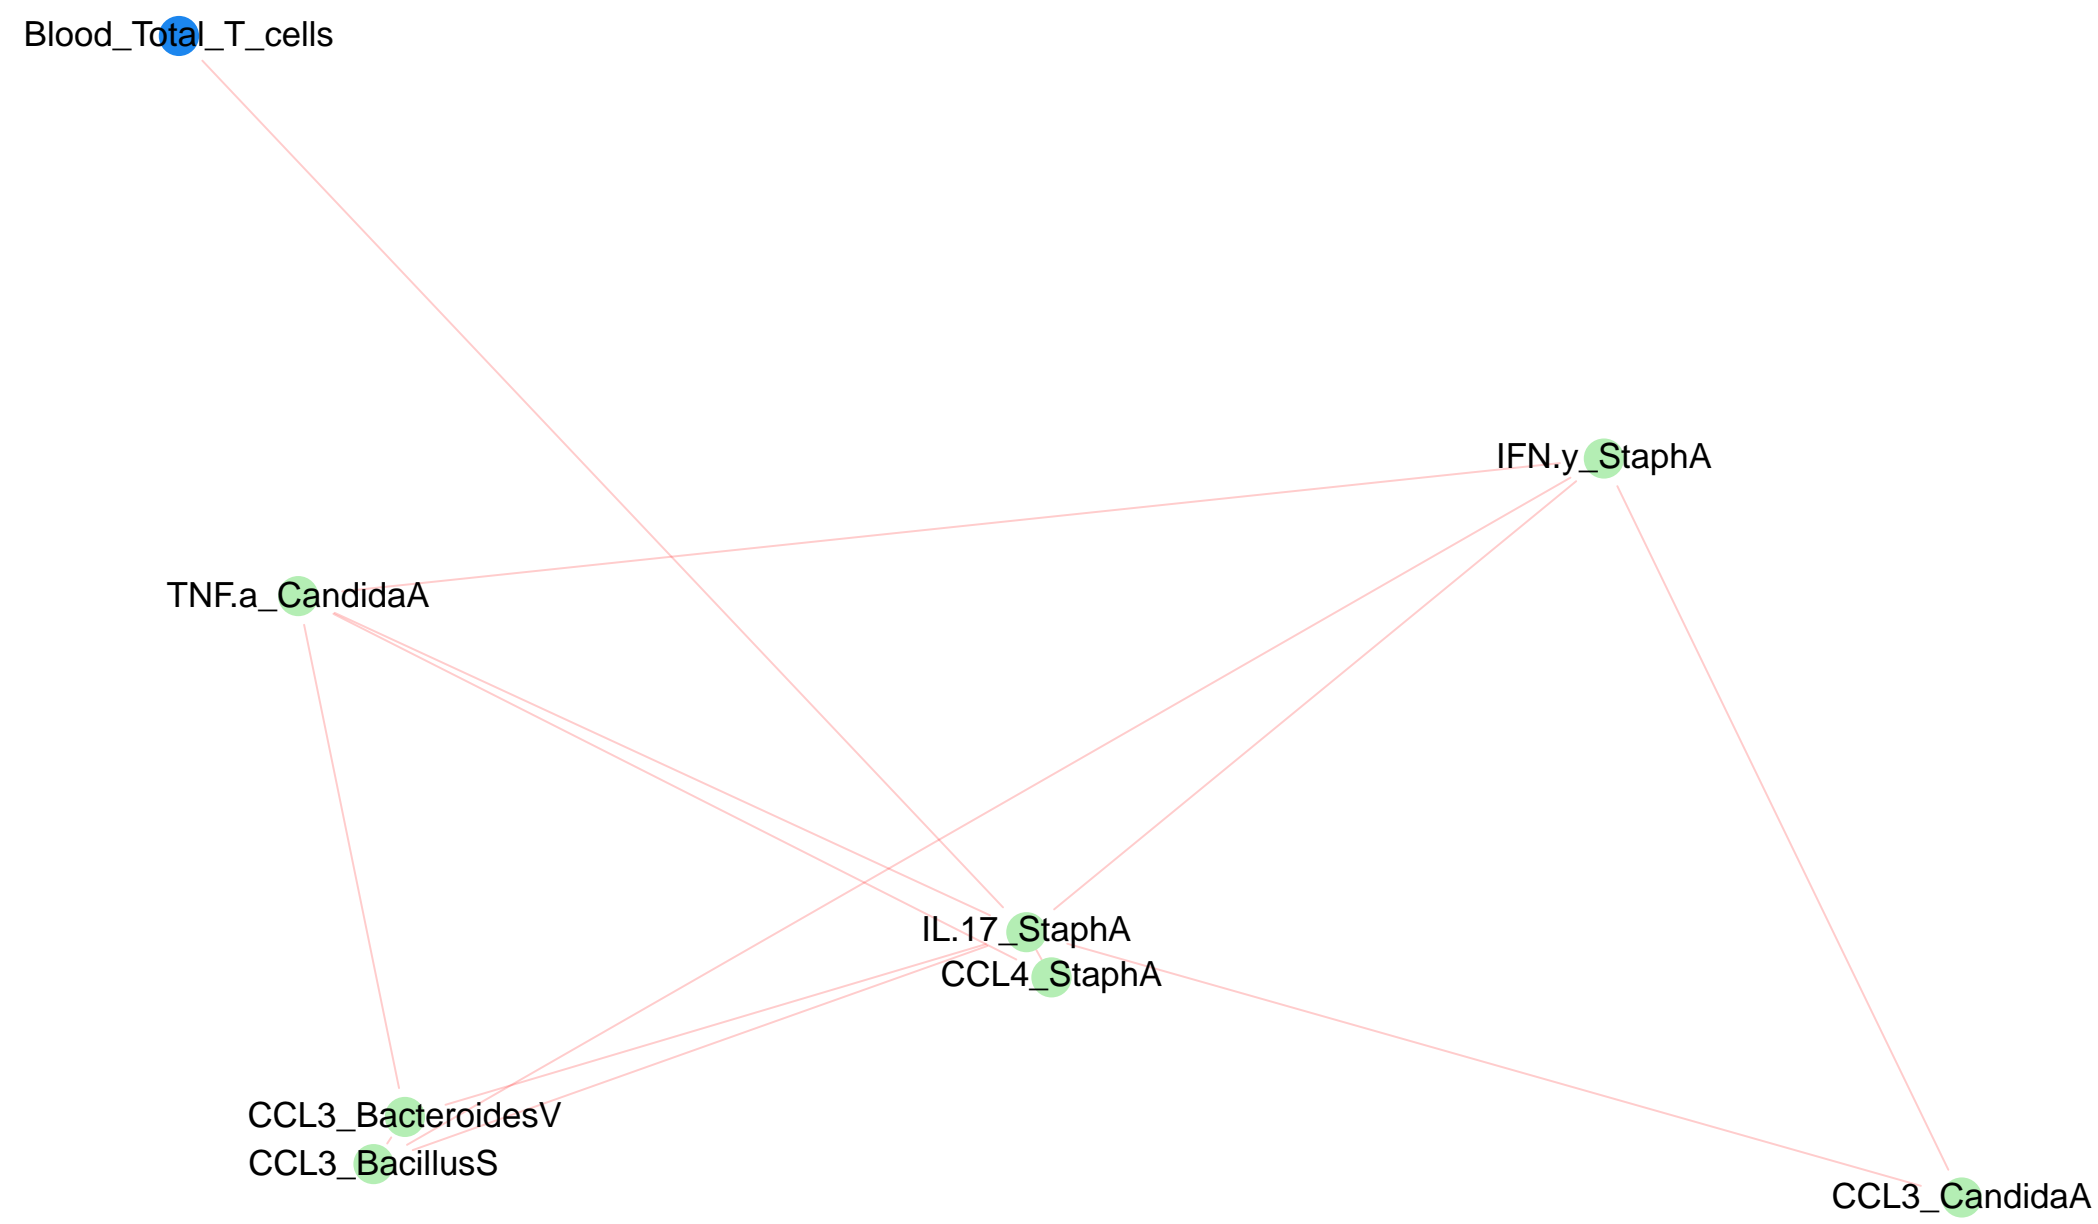 Blood_Total_T_cells
IFN.y_StaphA
TNF.a_CandidaA
IL.17_StaphA
CCL4_StaphA
CCL3_BacteroidesV
CCL3_BacillusS
CCL3_CandidaA